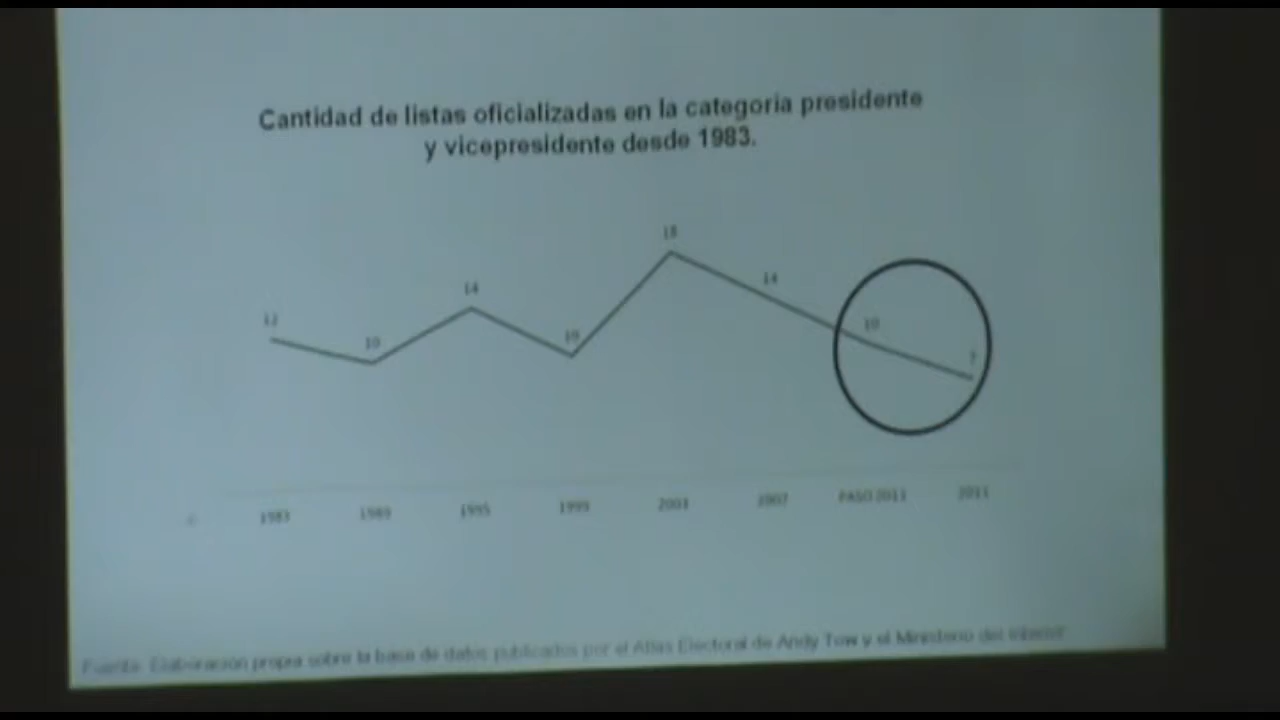 Cantidad de listas oficializadas en la categoria presidente
y vicepresidente desde 1983.
18
14
14
10
12
10
10
7
1983 1989 1995 1999 2003 2007 PASO 2011 2011
Fuente: Elaboración propia sobre la base de datos publicados por el Atlas Electoral de Andy Tow y el Ministerio del Interior